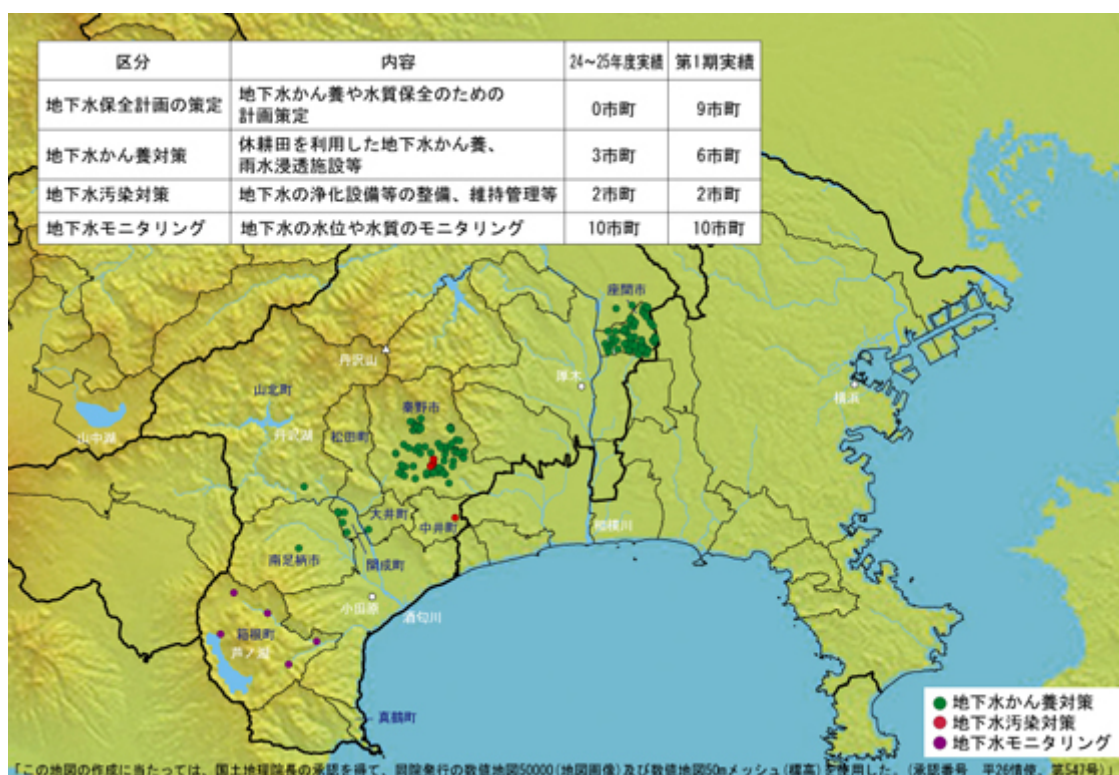 区分 内容 24～25年度実績 第1期実績
地下水保全計画の策定 地下水かん養や水質保全のための
計画策定 0市町 9市町
地下水かん養対策 休耕田を利用した地下水かん養、
雨水浸透施設等 3市町 6市町
地下水汚染対策 地下水の浄化設備等の整備、維持管理等 2市町 2市町
地下水モニタリング 地下水の水位や水質のモニタリング 10市町 10市町
座間市
丹沢山
厚木
山北町
横浜
秦野市
山中湖
丹沢湖
松田町
大井町
中井町
相模川
南足柄市
開成町
小田原
酒匂川
箱根町
芦ノ湖
真鶴町
地下水かん養対策
地下水汚染対策
地下水モニタリング
「この地図の作成に当たっては、国土地理院長の承認を得て、同院発行の数値地図50000(地図画像)及び数値地図50mメッシュ(標高)を使用した。(承認番号 平26情使、第547号)」